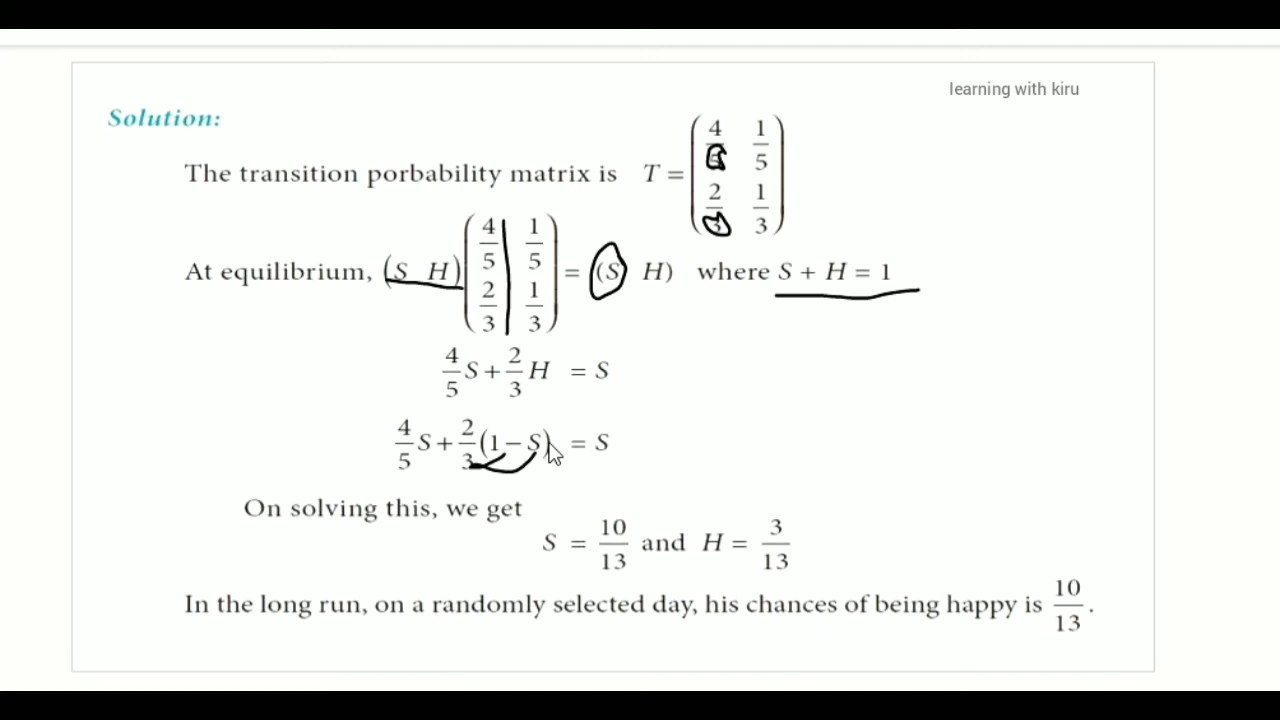 learning with kiru
Solution:
The transition porbability matrix is T = ( 4/5 1/5 ; 2/3 1/3 )
At equilibrium, (S H) ( 4/5 1/5 ; 2/3 1/3 ) = (S H) where S + H = 1
4/5 S + 2/3 H = S
4/5 S + 2/3 (1 − S) = S
On solving this, we get
S = 10/13 and H = 3/13
In the long run, on a randomly selected day, his chances of being happy is 10/13.